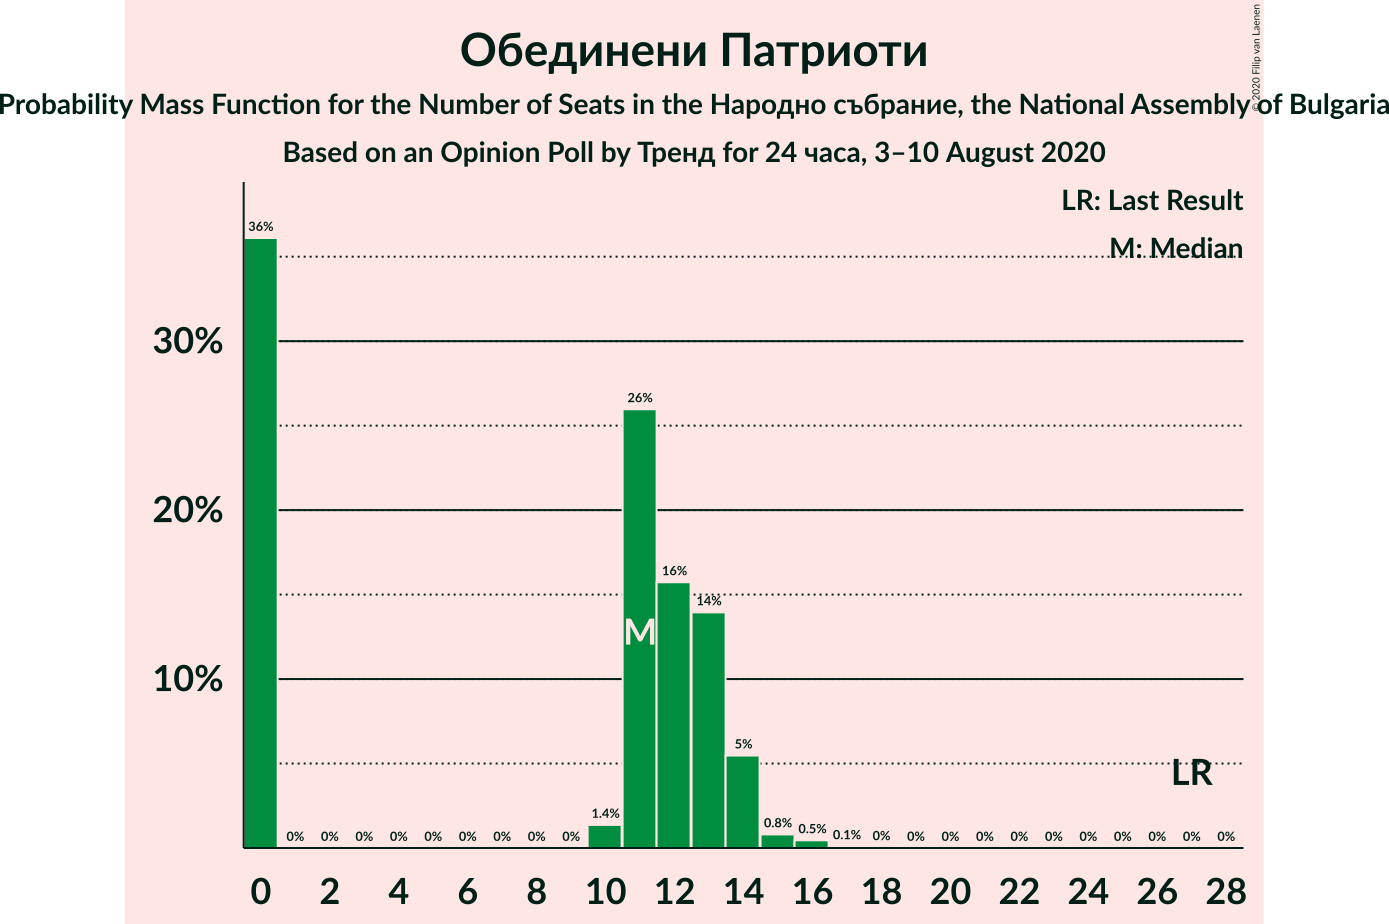 Обединени Патриоти
Probability Mass Function for the Number of Seats in the Народно събрание, the National Assembly of Bulgaria
Based on an Opinion Poll by Тренд for 24 часа, 3–10 August 2020
© 2020 Filip van Laenen
LR: Last Result
M: Median
36%
30%
26%
20%
16%
14%
M
10%
5%
LR
1.4%
0.8%
0.5%
0.1%
0% 0% 0% 0% 0% 0% 0% 0% 0% 0% 0% 0% 0% 0% 0% 0% 0% 0% 0% 0%
0 2 4 6 8 10 12 14 16 18 20 22 24 26 28